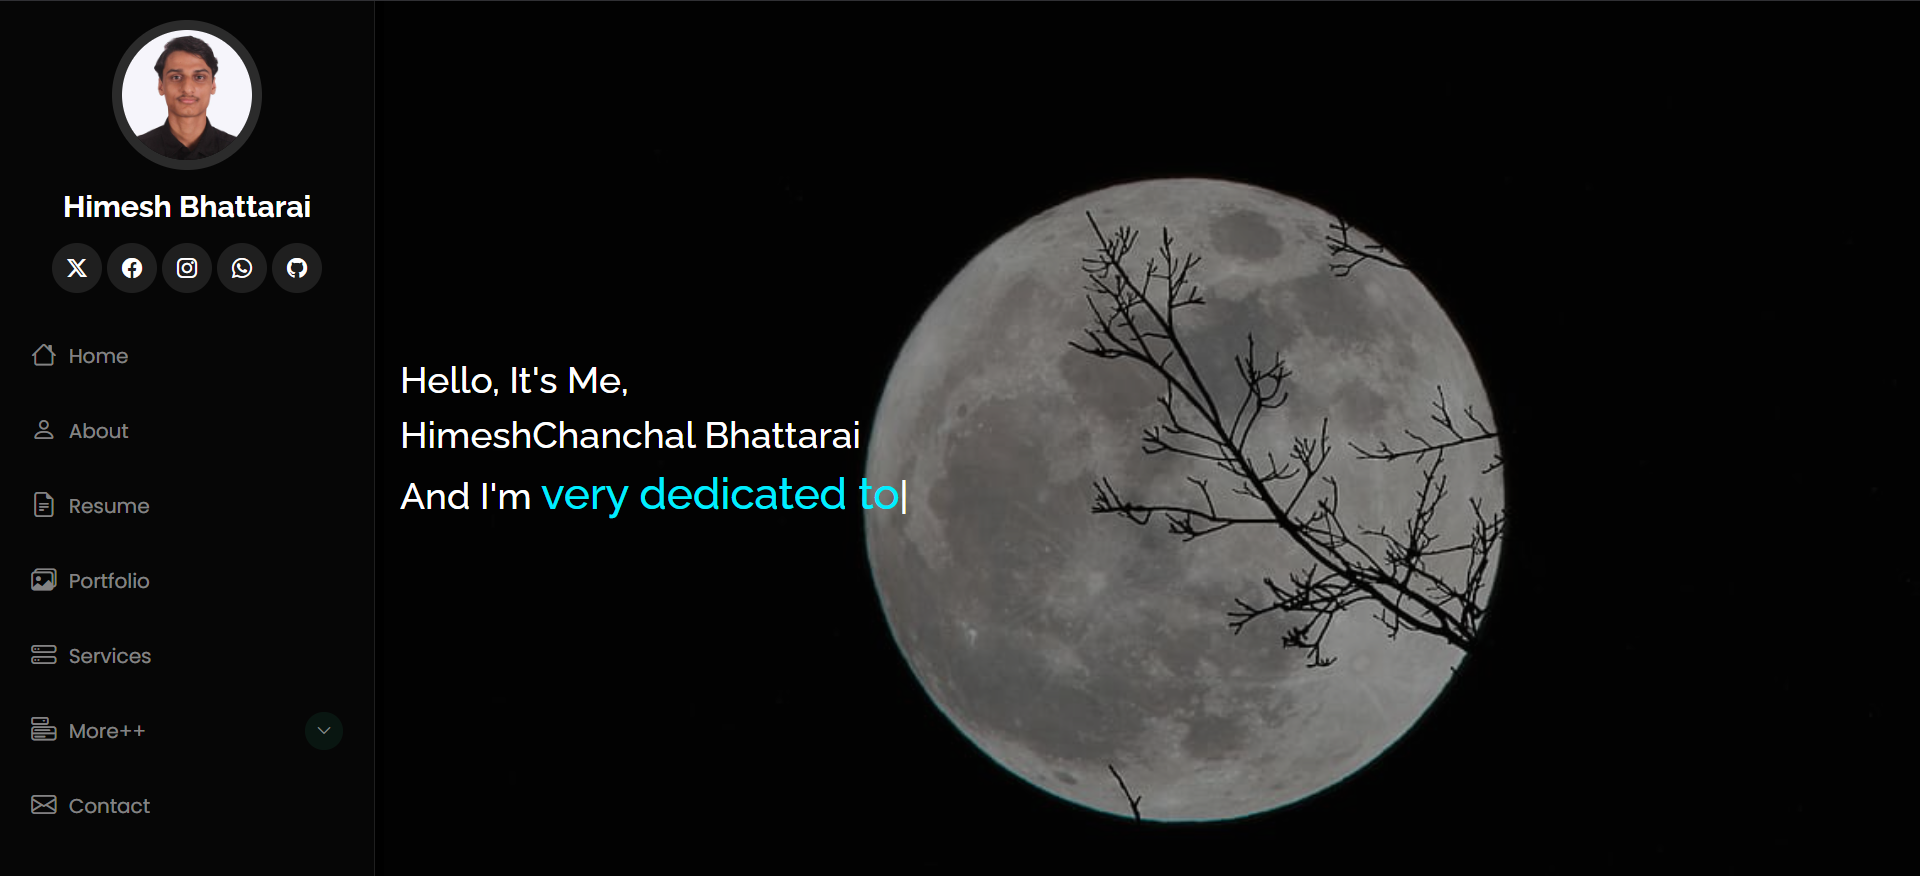 Himesh Bhattarai
Home
About
Resume
Portfolio
Services
More++
Contact
Hello, It's Me,
HimeshChanchal Bhattarai
And I'm very dedicated to|